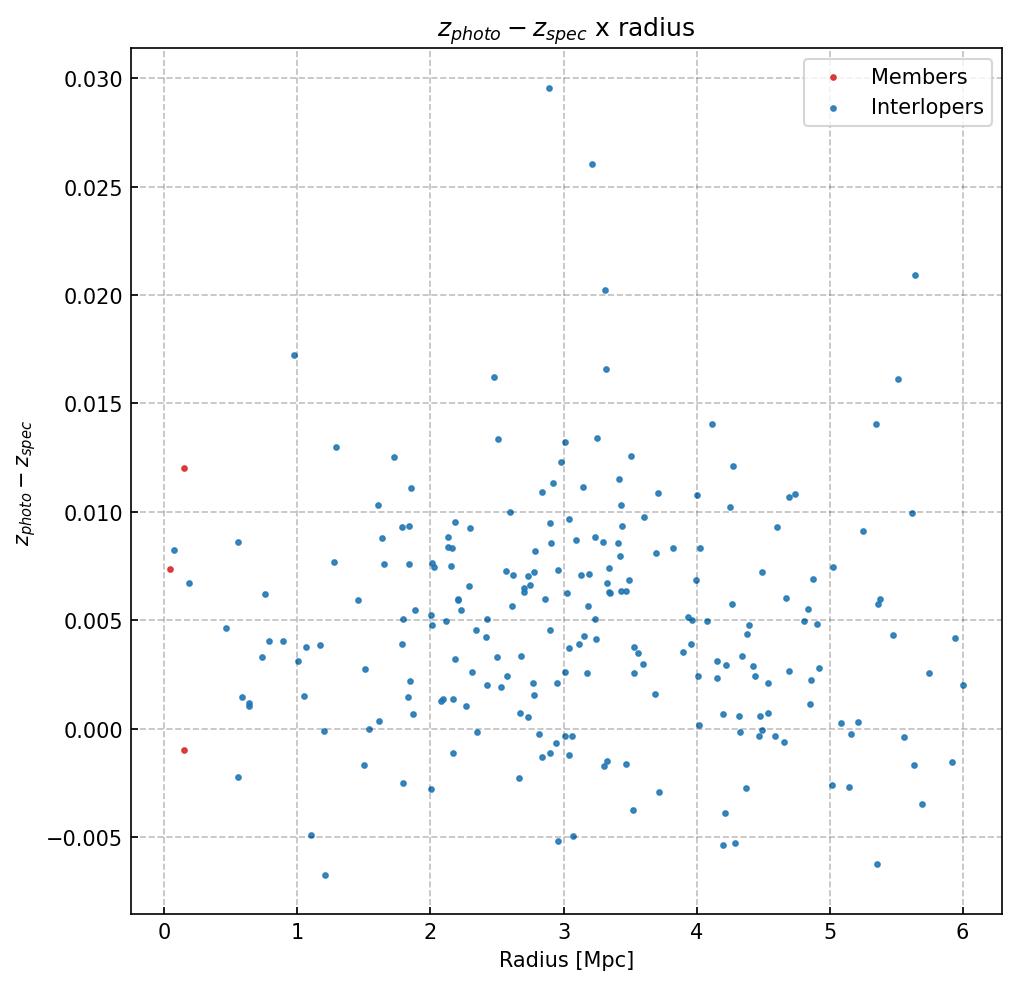 z_photo − z_spec x radius
Members
Interlopers
0.030
0.025
0.020
0.015
0.010
0.005
0.000
−0.005
z_photo − z_spec
0 1 2 3 4 5 6
Radius [Mpc]